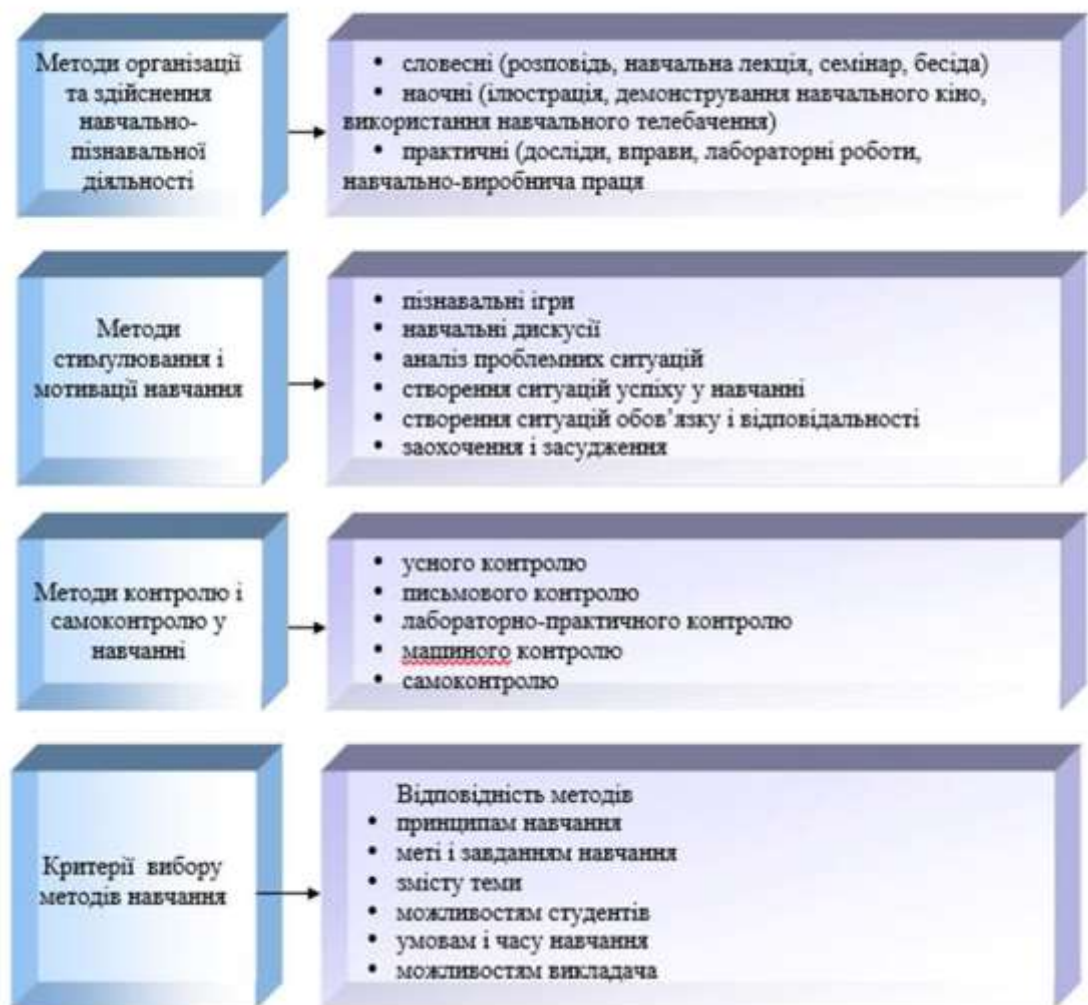 Методи організації
та здійснення
навчально-
пізнавальної
діяльності
• словесні (розповідь, навчальна лекція, семінар, бесіда)
• наочні (ілюстрація, демонстрування навчального кіно,
використання навчального телебачення)
• практичні (досліди, вправи, лабораторні роботи,
навчально-виробнича праця
Методи
стимулювання і
мотивації навчання
• пізнавальні ігри
• навчальні дискусії
• аналіз проблемних ситуацій
• створення ситуацій успіху у навчанні
• створення ситуацій обов’язку і відповідальності
• заохочення і засудження
Методи контролю і
самоконтролю у
навчанні
• усного контролю
• письмового контролю
• лабораторно-практичного контролю
• машиного контролю
• самоконтролю
Критерії вибору
методів навчання
Відповідність методів
• принципам навчання
• меті і завданням навчання
• змісту теми
• можливостям студентів
• умовам і часу навчання
• можливостям викладача